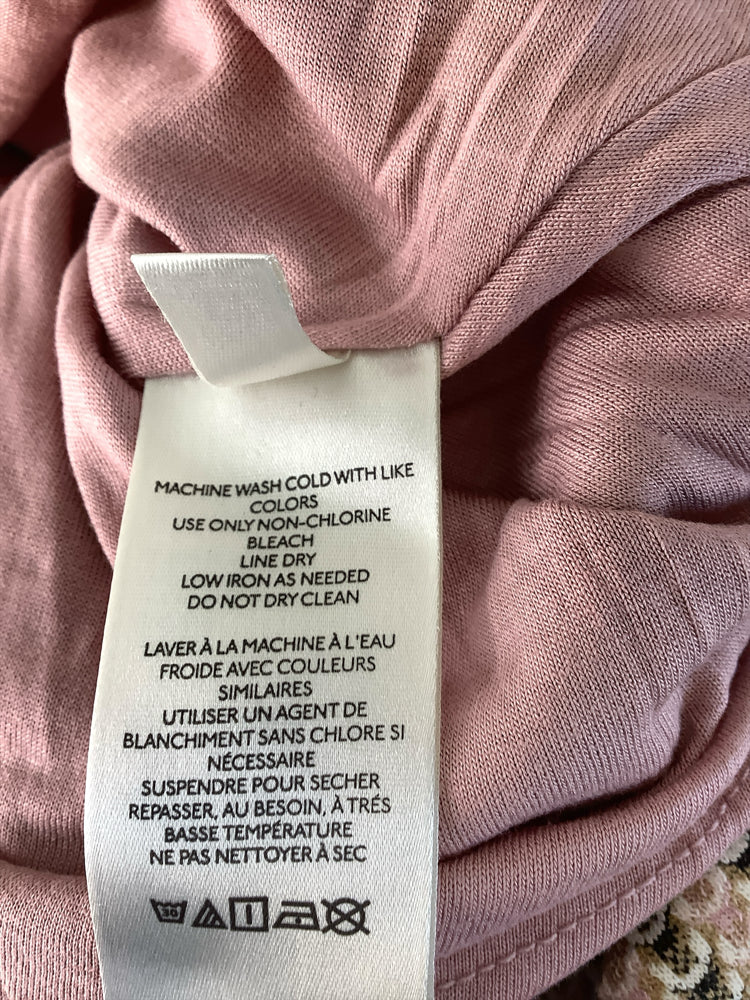 MACHINE WASH COLD WITH LIKE
COLORS
USE ONLY NON-CHLORINE
BLEACH
LINE DRY
LOW IRON AS NEEDED
DO NOT DRY CLEAN
LAVER À LA MACHINE À L'EAU
FROIDE AVEC COULEURS
SIMILAIRES
UTILISER UN AGENT DE
BLANCHIMENT SANS CHLORE SI
NÉCESSAIRE
SUSPENDRE POUR SECHER
REPASSER, AU BESOIN, À TRÉS
BASSE TEMPÉRATURE
NE PAS NETTOYER À SEC
30